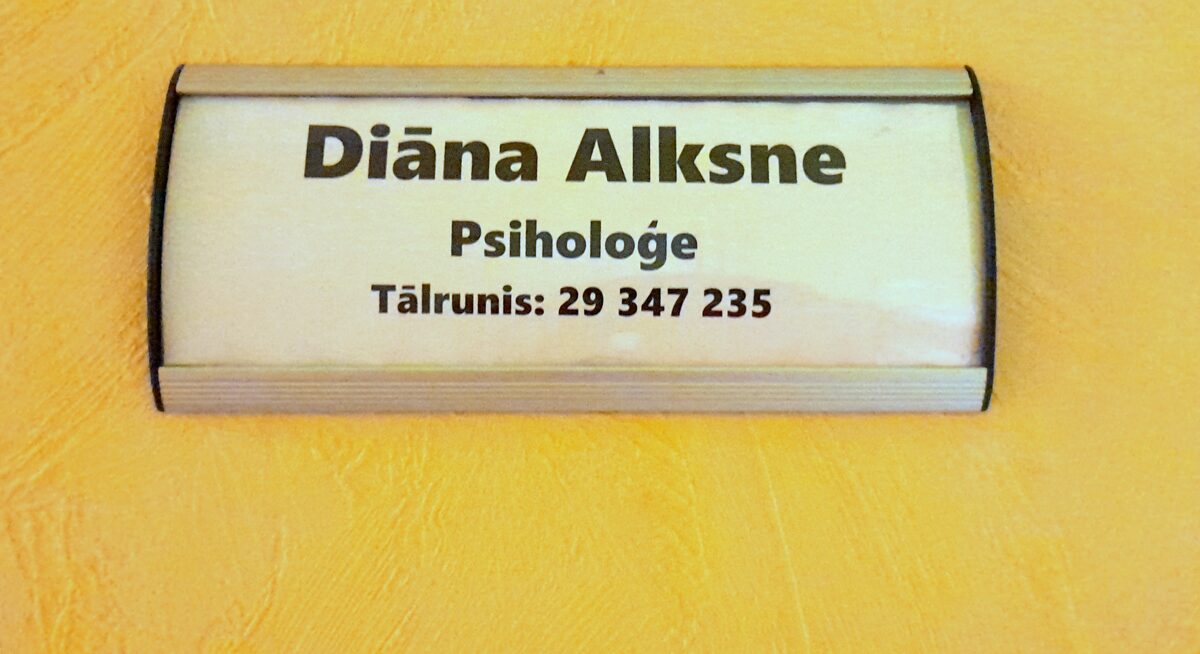 Diāna Alksne
Psiholoģe
Tālrunis: 29 347 235